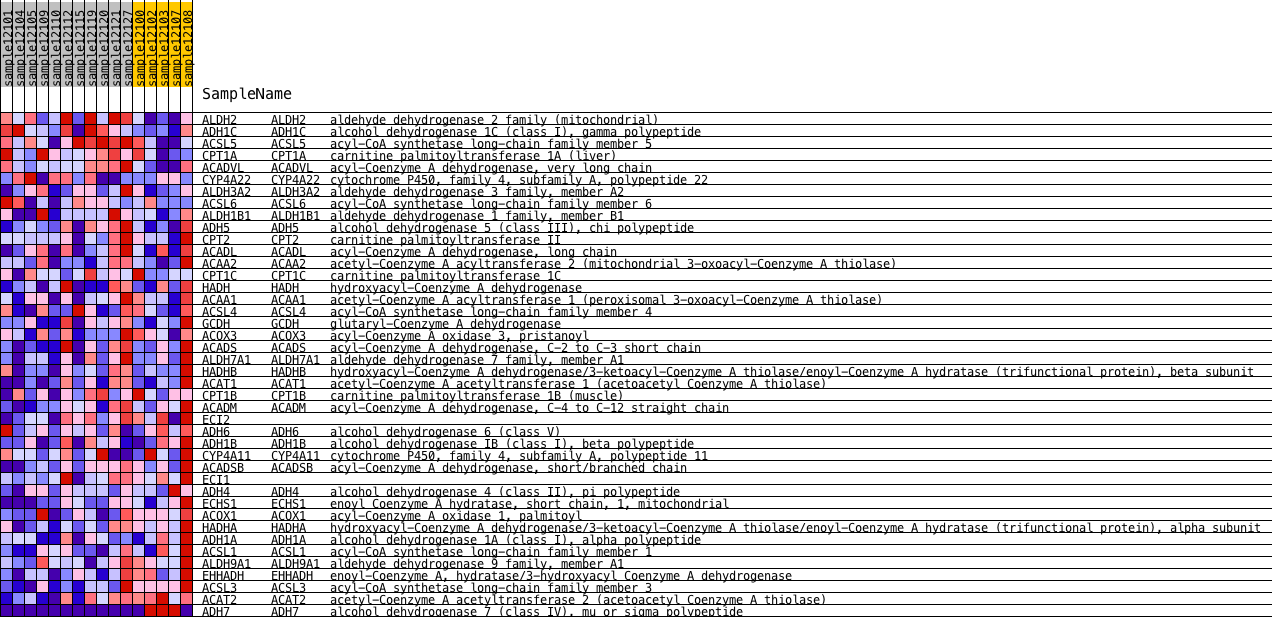 sample12101 sample12104 sample12105 sample12109 sample12110 sample12112 sample12115 sample12119 sample12120 sample12121 sample12127 sample12100 sample12102 sample12103 sample12107 sample12108
SampleName
ALDH2 ALDH2 aldehyde dehydrogenase 2 family (mitochondrial)
ADH1C ADH1C alcohol dehydrogenase 1C (class I), gamma polypeptide
ACSL5 ACSL5 acyl-CoA synthetase long-chain family member 5
CPT1A CPT1A carnitine palmitoyltransferase 1A (liver)
ACADVL ACADVL acyl-Coenzyme A dehydrogenase, very long chain
CYP4A22 CYP4A22 cytochrome P450, family 4, subfamily A, polypeptide 22
ALDH3A2 ALDH3A2 aldehyde dehydrogenase 3 family, member A2
ACSL6 ACSL6 acyl-CoA synthetase long-chain family member 6
ALDH1B1 ALDH1B1 aldehyde dehydrogenase 1 family, member B1
ADH5 ADH5 alcohol dehydrogenase 5 (class III), chi polypeptide
CPT2 CPT2 carnitine palmitoyltransferase II
ACADL ACADL acyl-Coenzyme A dehydrogenase, long chain
ACAA2 ACAA2 acetyl-Coenzyme A acyltransferase 2 (mitochondrial 3-oxoacyl-Coenzyme A thiolase)
CPT1C CPT1C carnitine palmitoyltransferase 1C
HADH HADH hydroxyacyl-Coenzyme A dehydrogenase
ACAA1 ACAA1 acetyl-Coenzyme A acyltransferase 1 (peroxisomal 3-oxoacyl-Coenzyme A thiolase)
ACSL4 ACSL4 acyl-CoA synthetase long-chain family member 4
GCDH GCDH glutaryl-Coenzyme A dehydrogenase
ACOX3 ACOX3 acyl-Coenzyme A oxidase 3, pristanoyl
ACADS ACADS acyl-Coenzyme A dehydrogenase, C-2 to C-3 short chain
ALDH7A1 ALDH7A1 aldehyde dehydrogenase 7 family, member A1
HADHB HADHB hydroxyacyl-Coenzyme A dehydrogenase/3-ketoacyl-Coenzyme A thiolase/enoyl-Coenzyme A hydratase (trifunctional protein), beta subunit
ACAT1 ACAT1 acetyl-Coenzyme A acetyltransferase 1 (acetoacetyl Coenzyme A thiolase)
CPT1B CPT1B carnitine palmitoyltransferase 1B (muscle)
ACADM ACADM acyl-Coenzyme A dehydrogenase, C-4 to C-12 straight chain
ECI2
ADH6 ADH6 alcohol dehydrogenase 6 (class V)
ADH1B ADH1B alcohol dehydrogenase IB (class I), beta polypeptide
CYP4A11 CYP4A11 cytochrome P450, family 4, subfamily A, polypeptide 11
ACADSB ACADSB acyl-Coenzyme A dehydrogenase, short/branched chain
ECI1
ADH4 ADH4 alcohol dehydrogenase 4 (class II), pi polypeptide
ECHS1 ECHS1 enoyl Coenzyme A hydratase, short chain, 1, mitochondrial
ACOX1 ACOX1 acyl-Coenzyme A oxidase 1, palmitoyl
HADHA HADHA hydroxyacyl-Coenzyme A dehydrogenase/3-ketoacyl-Coenzyme A thiolase/enoyl-Coenzyme A hydratase (trifunctional protein), alpha subunit
ADH1A ADH1A alcohol dehydrogenase 1A (class I), alpha polypeptide
ACSL1 ACSL1 acyl-CoA synthetase long-chain family member 1
ALDH9A1 ALDH9A1 aldehyde dehydrogenase 9 family, member A1
EHHADH EHHADH enoyl-Coenzyme A, hydratase/3-hydroxyacyl Coenzyme A dehydrogenase
ACSL3 ACSL3 acyl-CoA synthetase long-chain family member 3
ACAT2 ACAT2 acetyl-Coenzyme A acetyltransferase 2 (acetoacetyl Coenzyme A thiolase)
ADH7 ADH7 alcohol dehydrogenase 7 (class IV), mu or sigma polypeptide